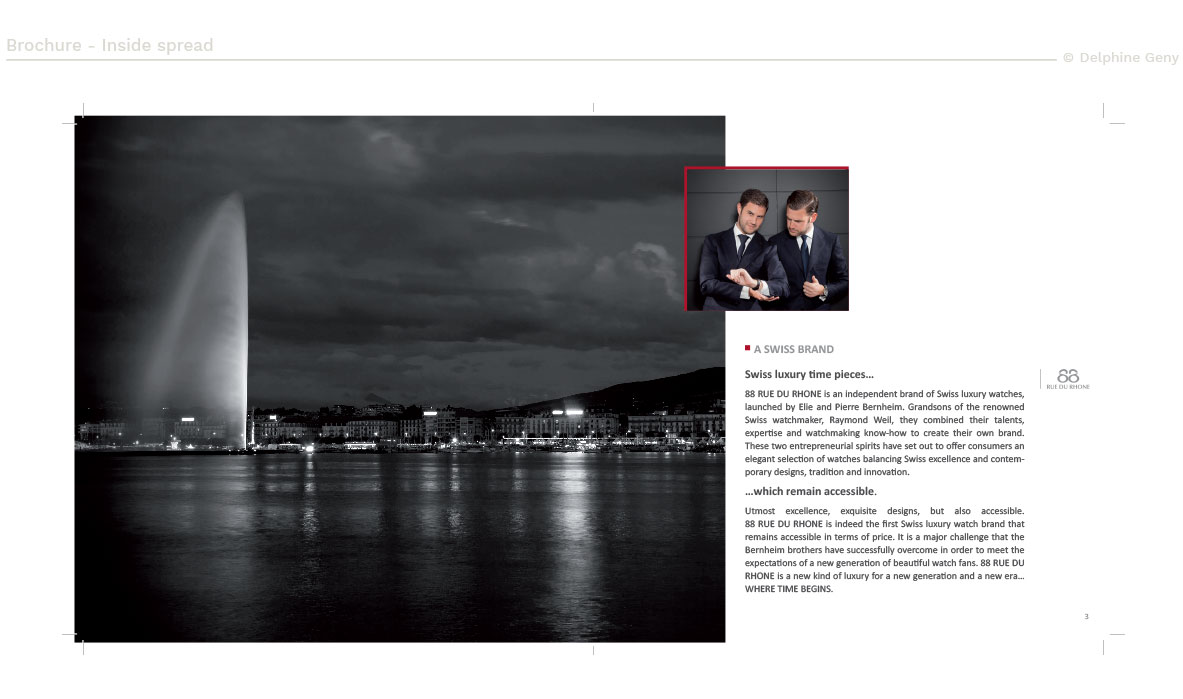 Brochure - Inside spread
© Delphine Geny
A SWISS BRAND
Swiss luxury time pieces...
88 RUE DU RHONE is an independent brand of Swiss luxury watches,
launched by Elie and Pierre Bernheim. Grandsons of the renowned
Swiss watchmaker, Raymond Weil, they combined their talents,
expertise and watchmaking know-how to create their own brand.
These two entrepreneurial spirits have set out to offer consumers an
elegant selection of watches balancing Swiss excellence and contem-
porary designs, tradition and innovation.
...which remain accessible.
Utmost excellence, exquisite designs, but also accessible.
88 RUE DU RHONE is indeed the first Swiss luxury watch brand that
remains accessible in terms of price. It is a major challenge that the
Bernheim brothers have successfully overcome in order to meet the
expectations of a new generation of beautiful watch fans. 88 RUE DU
RHONE is a new kind of luxury for a new generation and a new era...
WHERE TIME BEGINS.
88
RUE DU RHONE
3